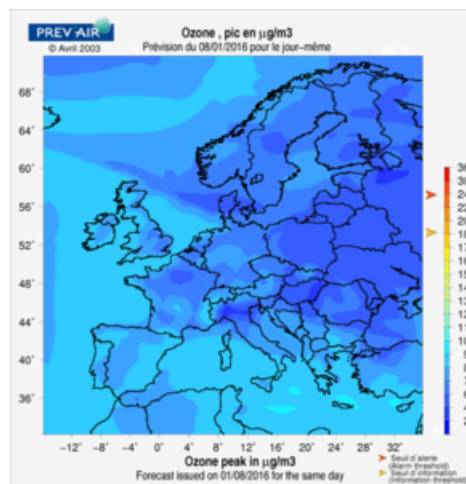 PREV'AIR
© Avril 2003
Ozone , pic en µg/m3
Prévision du 08/01/2016 pour le jour-même
68°
64°
60°
56°
52°
48°
44°
40°
36°
−12° −8° −4° 0° 4° 8° 12° 16° 20° 24° 28° 32°
Ozone peak in µg/m3
Forecast issued on 01/08/2016 for the same day
Seuil d'alerte
(Alarm threshold)
Seuil d'information
(Information threshold)